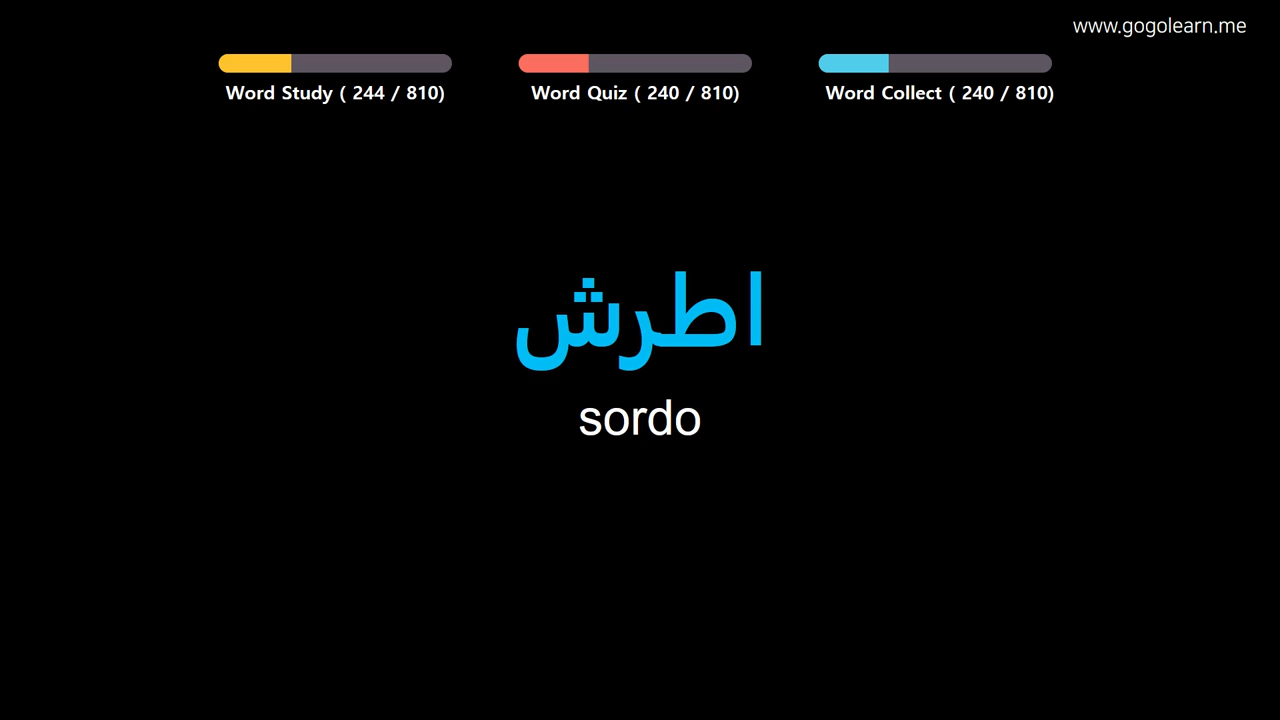 www.gogolearn.me
Word Study ( 244 / 810)
Word Quiz ( 240 / 810)
Word Collect ( 240 / 810)
اطرش
sordo